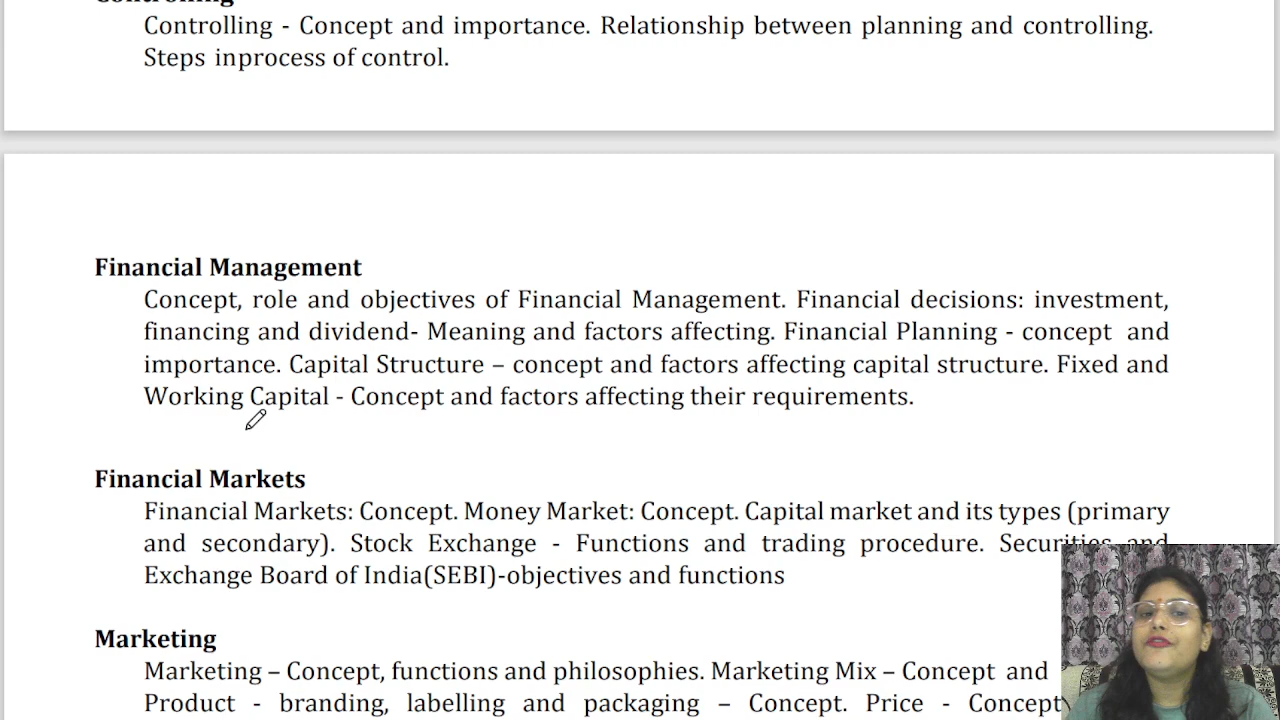 Controlling
Controlling - Concept and importance. Relationship between planning and controlling.
Steps inprocess of control.
Financial Management
Concept, role and objectives of Financial Management. Financial decisions: investment,
financing and dividend- Meaning and factors affecting. Financial Planning - concept and
importance. Capital Structure – concept and factors affecting capital structure. Fixed and
Working Capital - Concept and factors affecting their requirements.
Financial Markets
Financial Markets: Concept. Money Market: Concept. Capital market and its types (primary
and secondary). Stock Exchange - Functions and trading procedure. Securities and
Exchange Board of India(SEBI)-objectives and functions
Marketing
Marketing – Concept, functions and philosophies. Marketing Mix – Concept and
Product - branding, labelling and packaging – Concept. Price - Concept